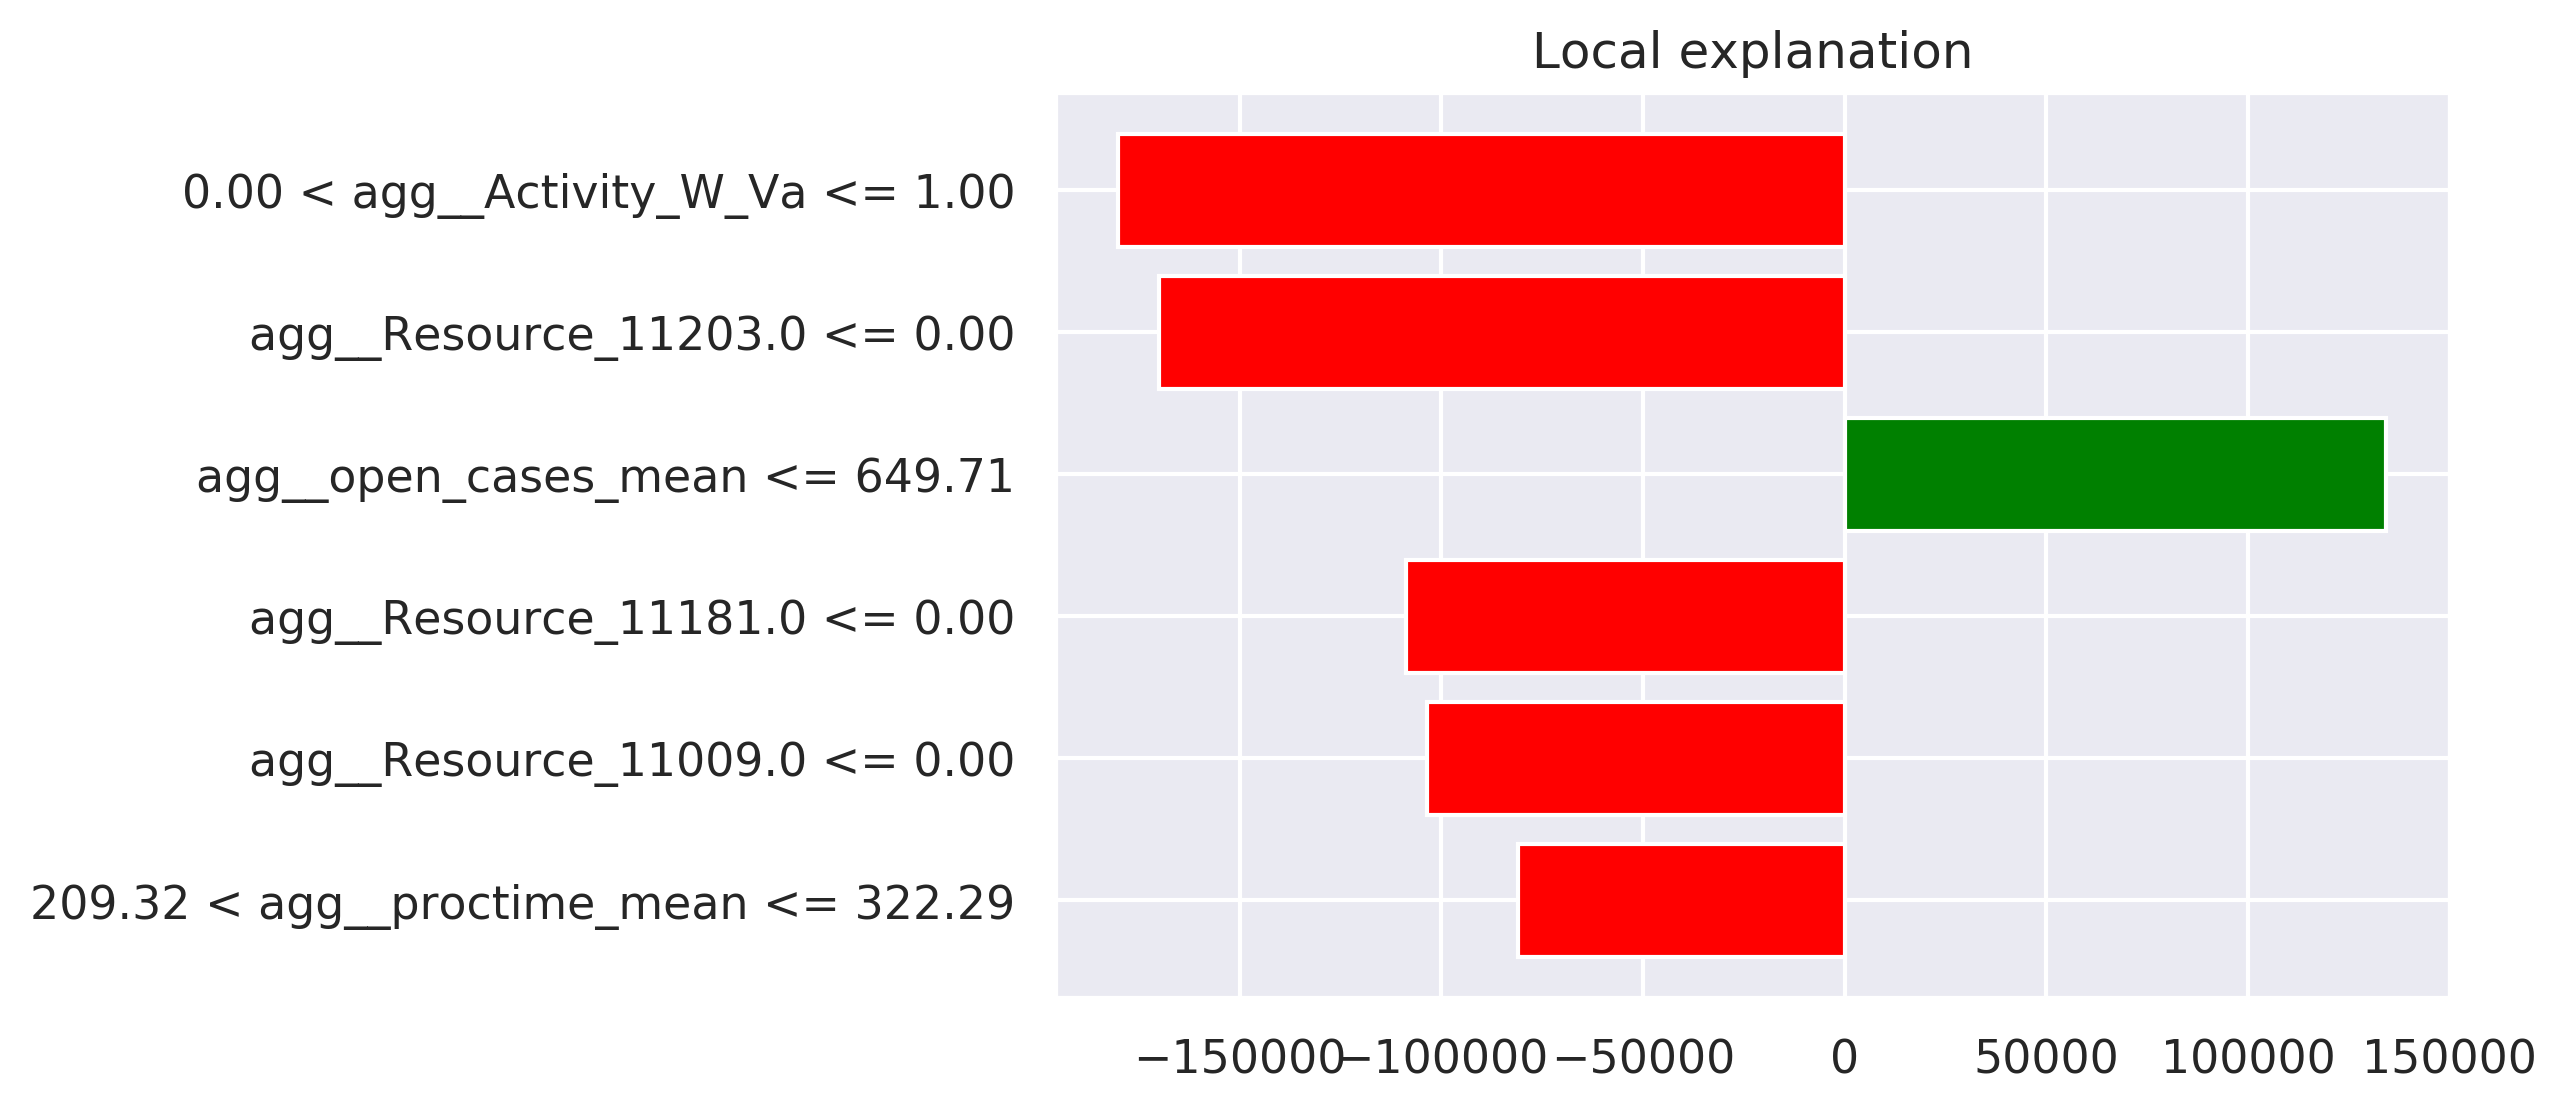 Local explanation
0.00 < agg__Activity_W_Va <= 1.00
agg__Resource_11203.0 <= 0.00
agg__open_cases_mean <= 649.71
agg__Resource_11181.0 <= 0.00
agg__Resource_11009.0 <= 0.00
209.32 < agg__proctime_mean <= 322.29
−150000 −100000 −50000 0 50000 100000 150000